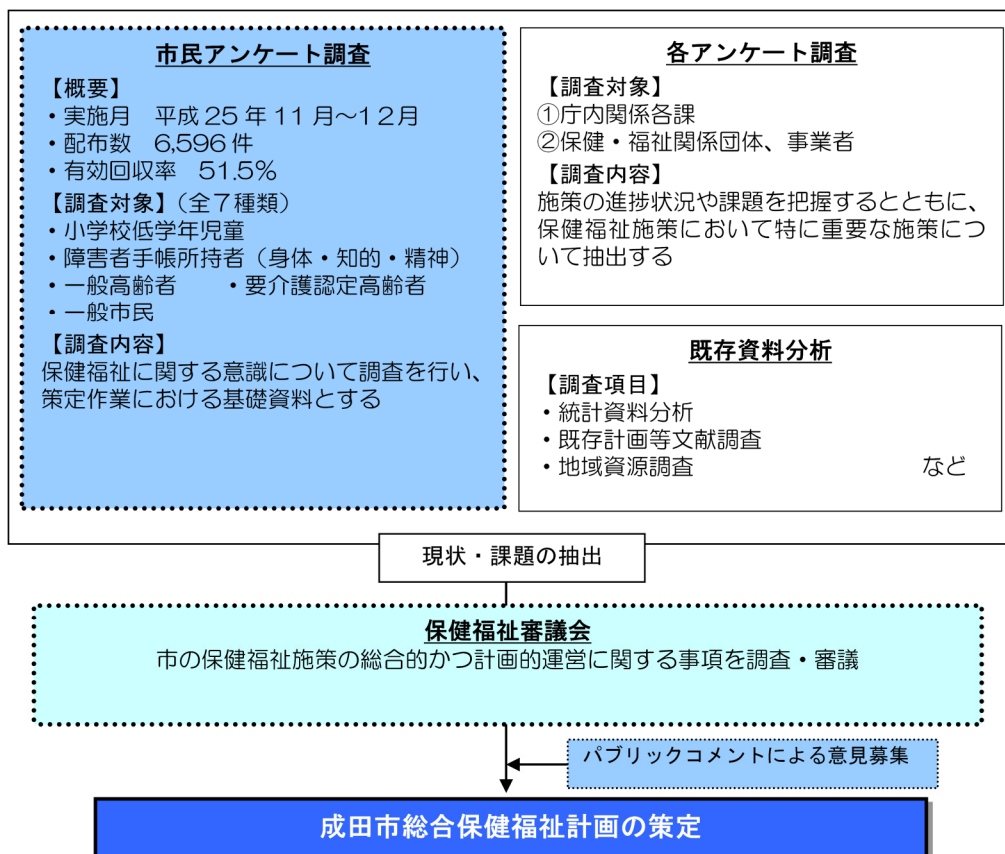 市民アンケート調査
【概要】
・実施月　平成25年11月～12月
・配布数　6,596件
・有効回収率　51.5%
【調査対象】（全７種類）
・小学校低学年児童
・障害者手帳所持者（身体・知的・精神）
・一般高齢者　　・要介護認定高齢者
・一般市民
【調査内容】
保健福祉に関する意識について調査を行い、
策定作業における基礎資料とする
各アンケート調査
【調査対象】
①庁内関係各課
②保健・福祉関係団体、事業者
【調査内容】
施策の進捗状況や課題を把握するとともに、
保健福祉施策において特に重要な施策につ
いて抽出する
既存資料分析
【調査項目】
・統計資料分析
・既存計画等文献調査
・地域資源調査　　　　　　　　など
現状・課題の抽出
保健福祉審議会
市の保健福祉施策の総合的かつ計画的運営に関する事項を調査・審議
パブリックコメントによる意見募集
成田市総合保健福祉計画の策定